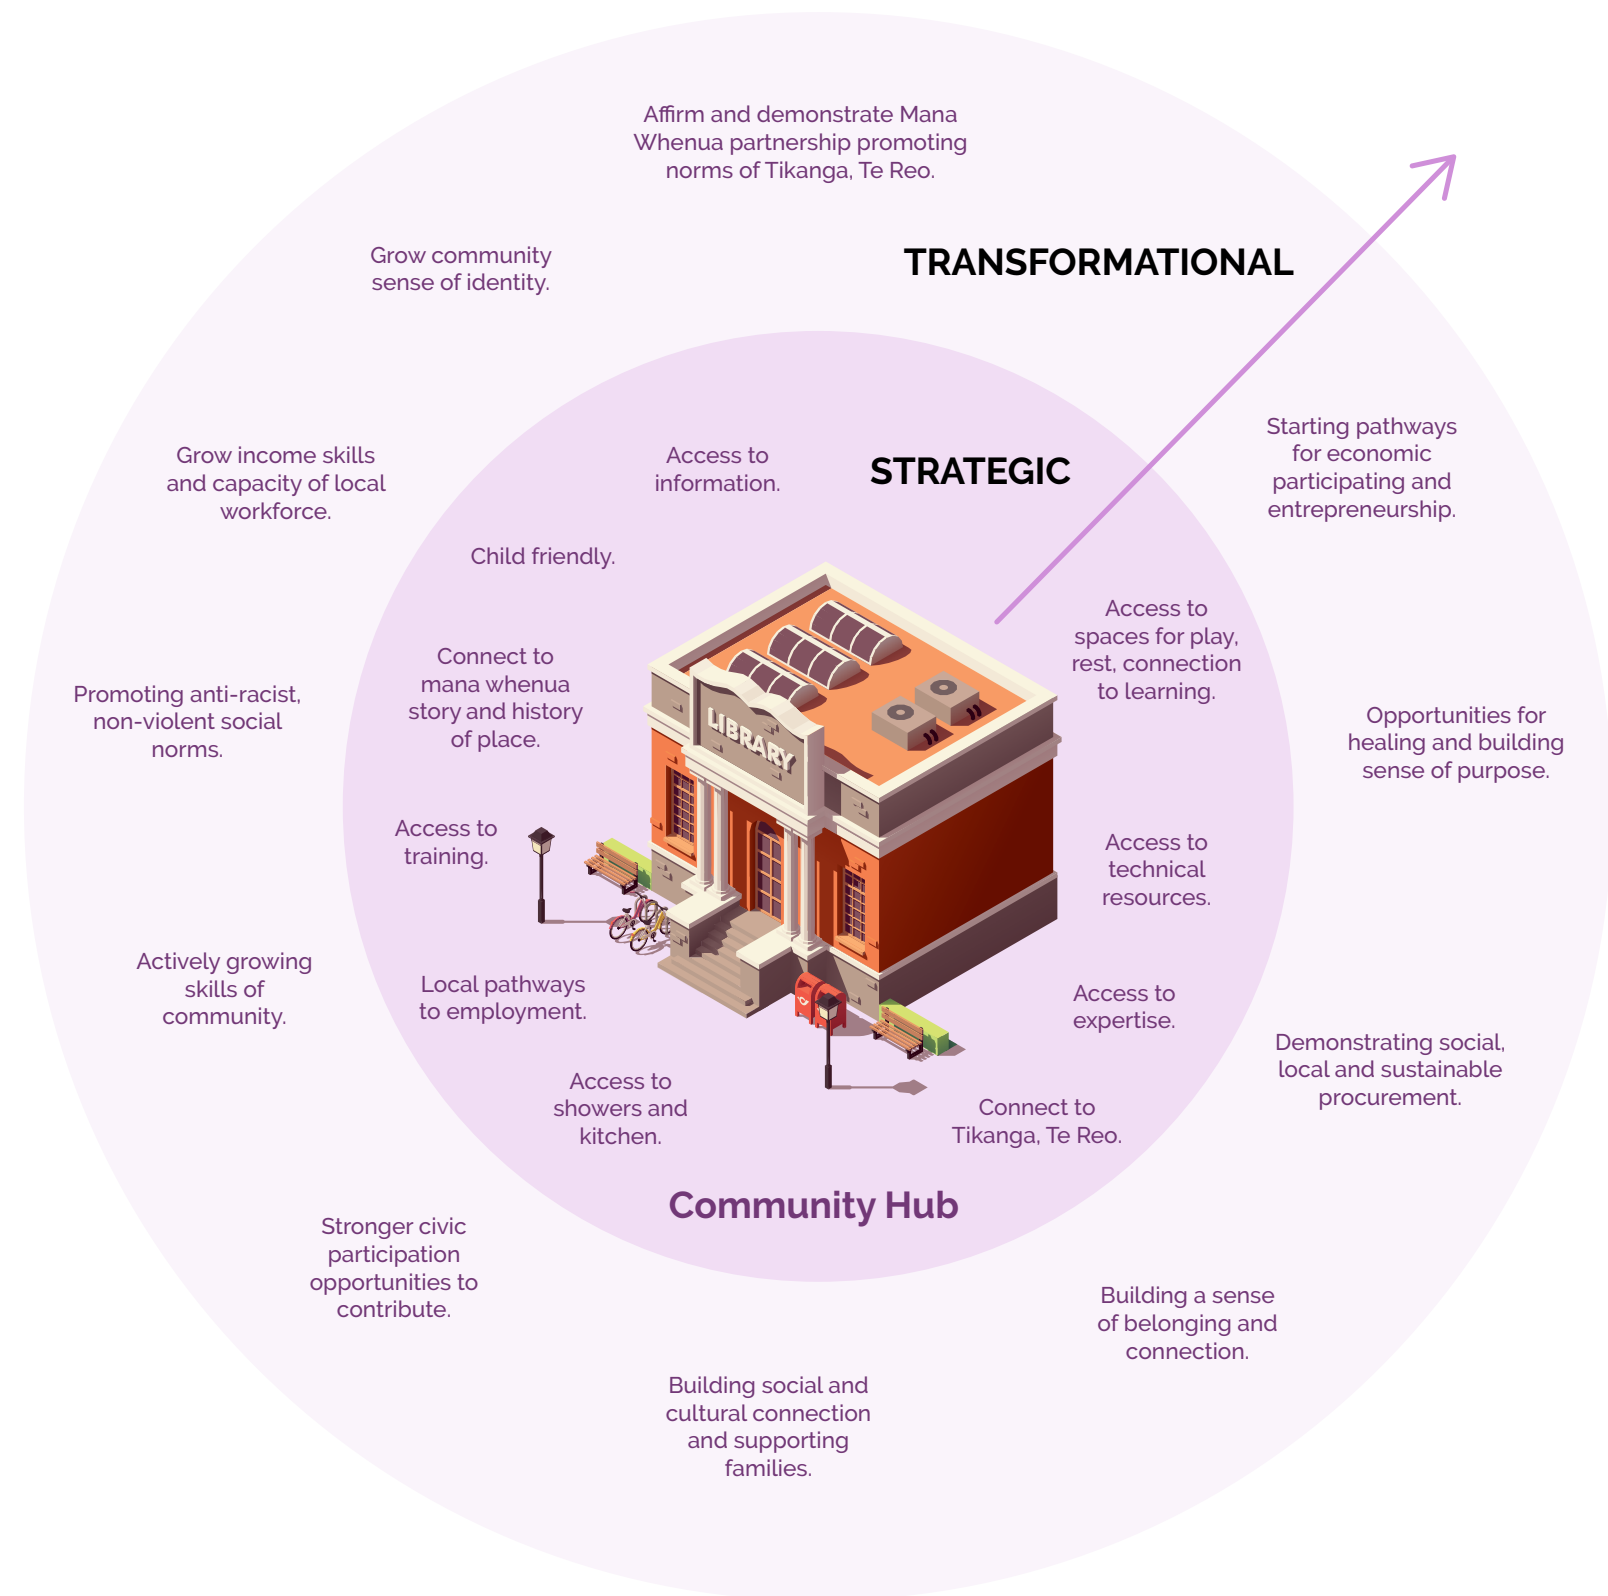 Affirm and demonstrate Mana
Whenua partnership promoting
norms of Tikanga, Te Reo.
Grow community
sense of identity.
TRANSFORMATIONAL
Grow income skills
and capacity of local
workforce.
Starting pathways
for economic
participating and
entrepreneurship.
Promoting anti-racist,
non-violent social
norms.
Opportunities for
healing and building
sense of purpose.
Actively growing
skills of
community.
Demonstrating social,
local and sustainable
procurement.
Stronger civic
participation
opportunities to
contribute.
Building a sense
of belonging and
connection.
Building social and
cultural connection
and supporting
families.
STRATEGIC
Access to
information.
Child friendly.
Access to
spaces for play,
rest, connection
to learning.
Connect to
mana whenua
story and history
of place.
LIBRARY
Access to
training.
Access to
technical
resources.
Local pathways
to employment.
Access to
expertise.
Access to
showers and
kitchen.
Connect to
Tikanga, Te Reo.
Community Hub